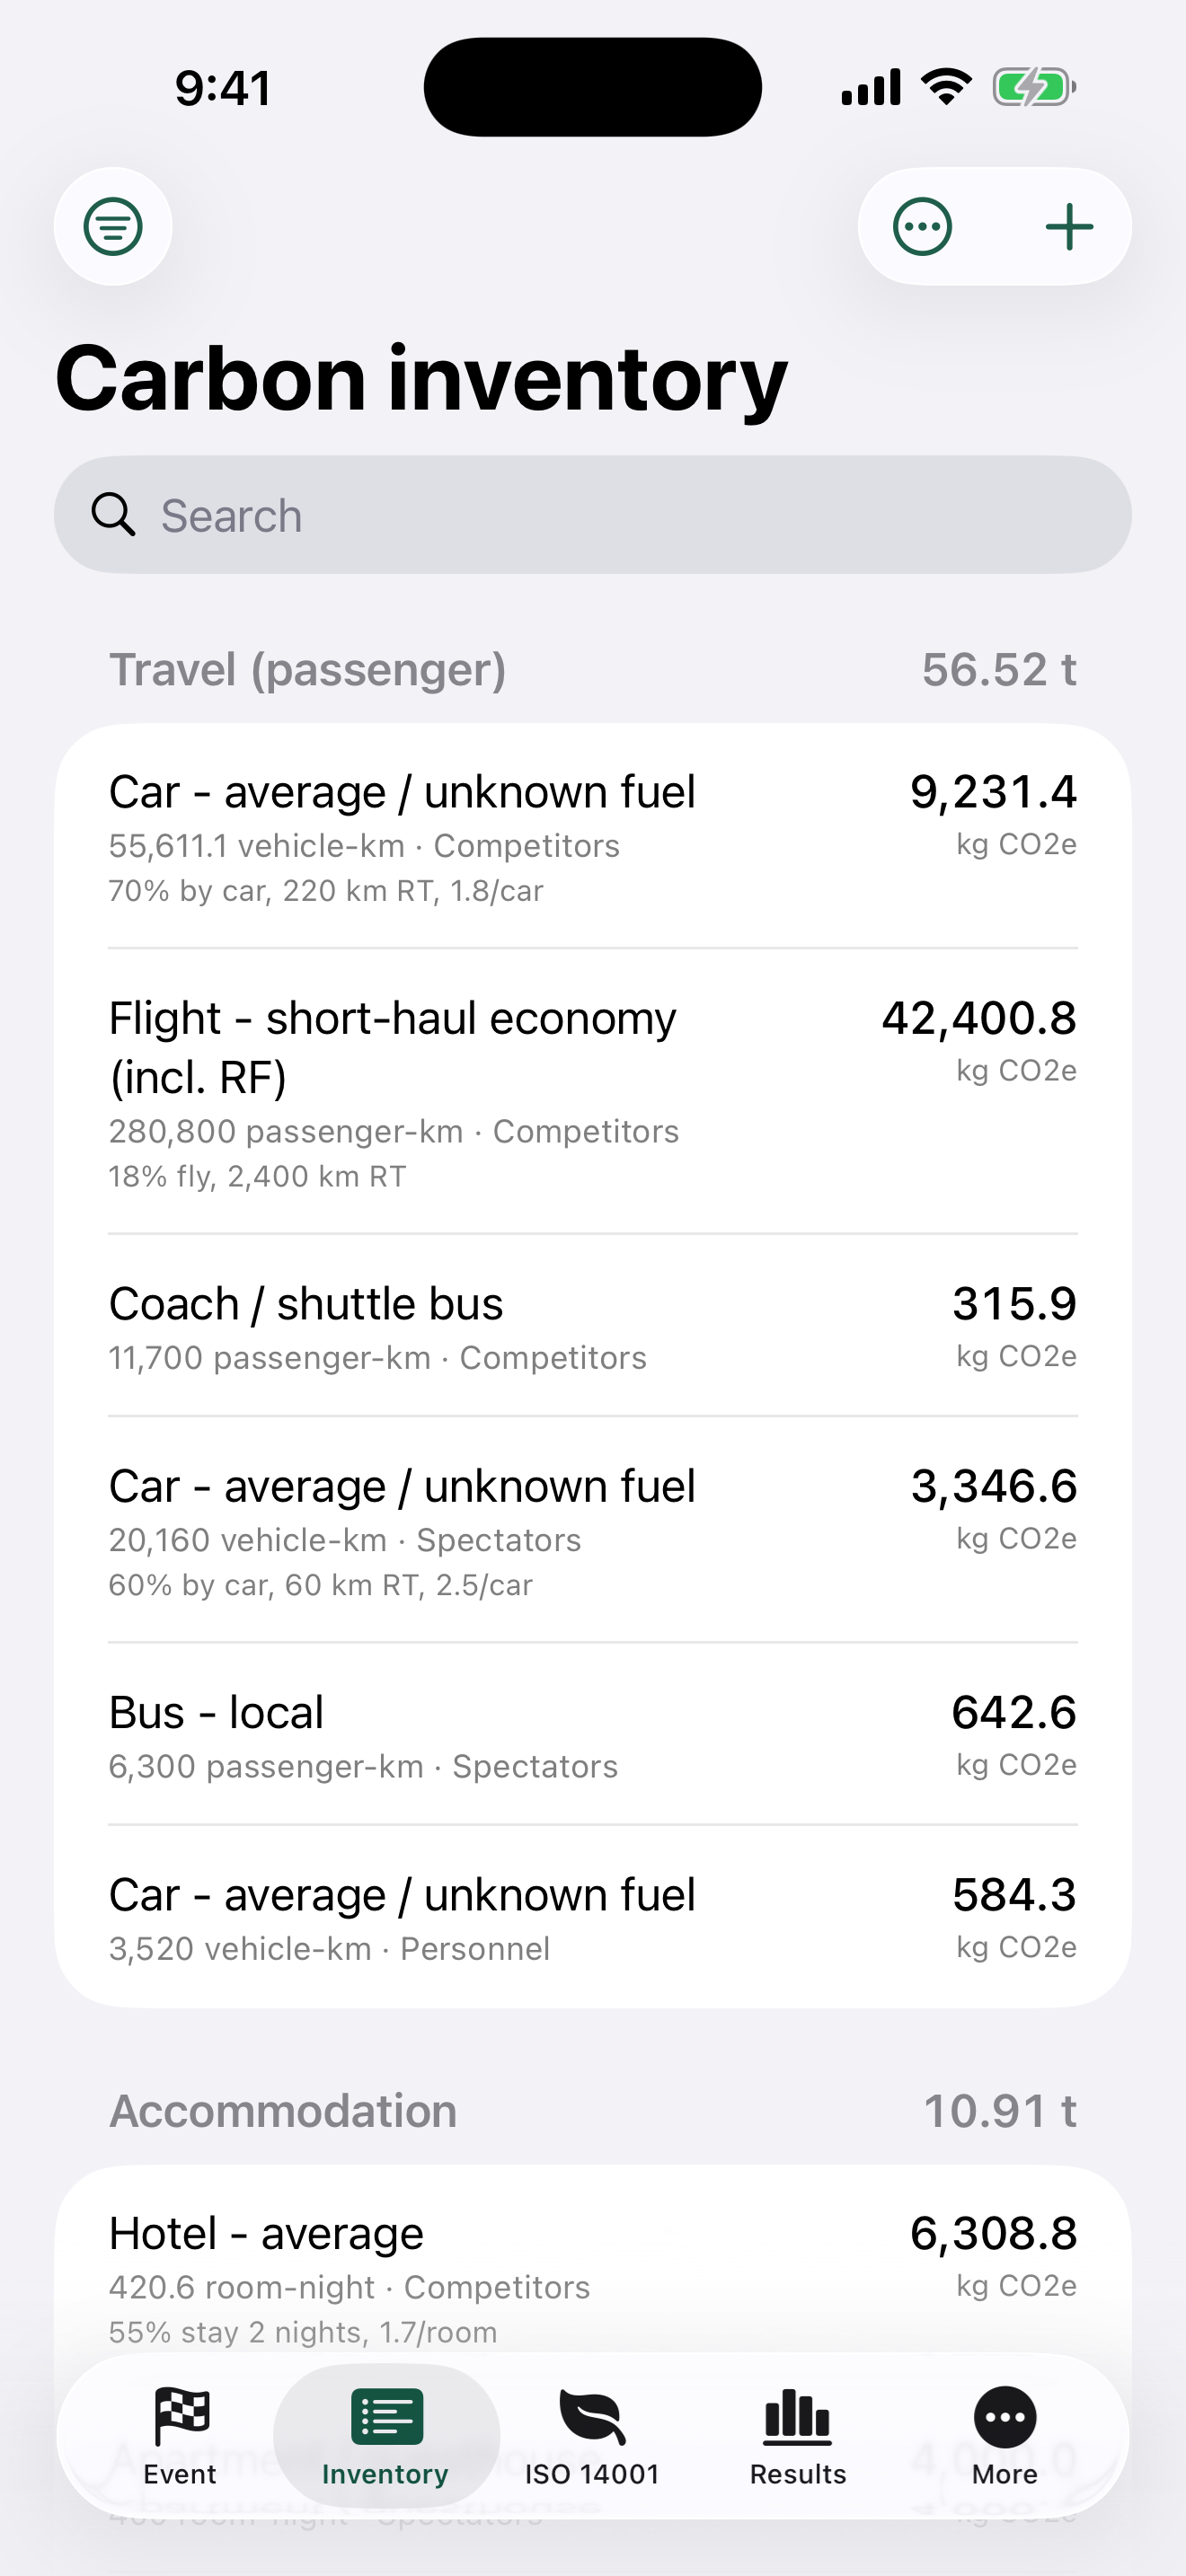 9:41
Carbon inventory
Search
Travel (passenger) 56.52 t
Car - average / unknown fuel 9,231.4
55,611.1 vehicle-km · Competitors kg CO2e
70% by car, 220 km RT, 1.8/car
Flight - short-haul economy 42,400.8
(incl. RF) kg CO2e
280,800 passenger-km · Competitors
18% fly, 2,400 km RT
Coach / shuttle bus 315.9
11,700 passenger-km · Competitors kg CO2e
Car - average / unknown fuel 3,346.6
20,160 vehicle-km · Spectators kg CO2e
60% by car, 60 km RT, 2.5/car
Bus - local 642.6
6,300 passenger-km · Spectators kg CO2e
Car - average / unknown fuel 584.3
3,520 vehicle-km · Personnel kg CO2e
Accommodation 10.91 t
Hotel - average 6,308.8
420.6 room-night · Competitors kg CO2e
55% stay 2 nights, 1.7/room
Event Inventory ISO 14001 Results More